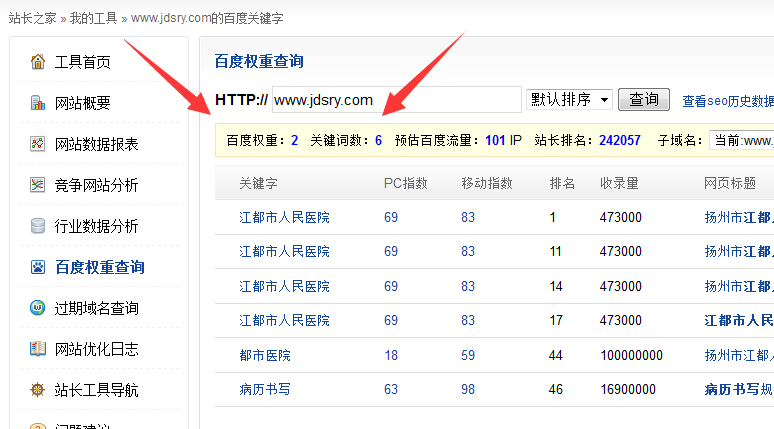 站长之家 » 我的工具 » www.jdsry.com的百度关键字
工具首页
网站概要
网站数据报表
竞争网站分析
行业数据分析
百度权重查询
过期域名查询
网站优化日志
站长工具导航
问题建议
百度权重查询
HTTP:// www.jdsry.com 默认排序 查询 查看seo历史数据
百度权重：2 关键词数：6 预估百度流量：101 IP 站长排名：242057 子域名： 当前:www.j
关键字 PC指数 移动指数 排名 收录量 网页标题
江都市人民医院 69 83 1 473000 扬州市江都人
江都市人民医院 69 83 11 473000 扬州市江都人
江都市人民医院 69 83 14 473000 扬州市江都人
江都市人民医院 69 83 17 473000 江都市人民
都市医院 18 59 44 100000000 扬州市江都人
病历书写 63 98 46 16900000 病历书写规